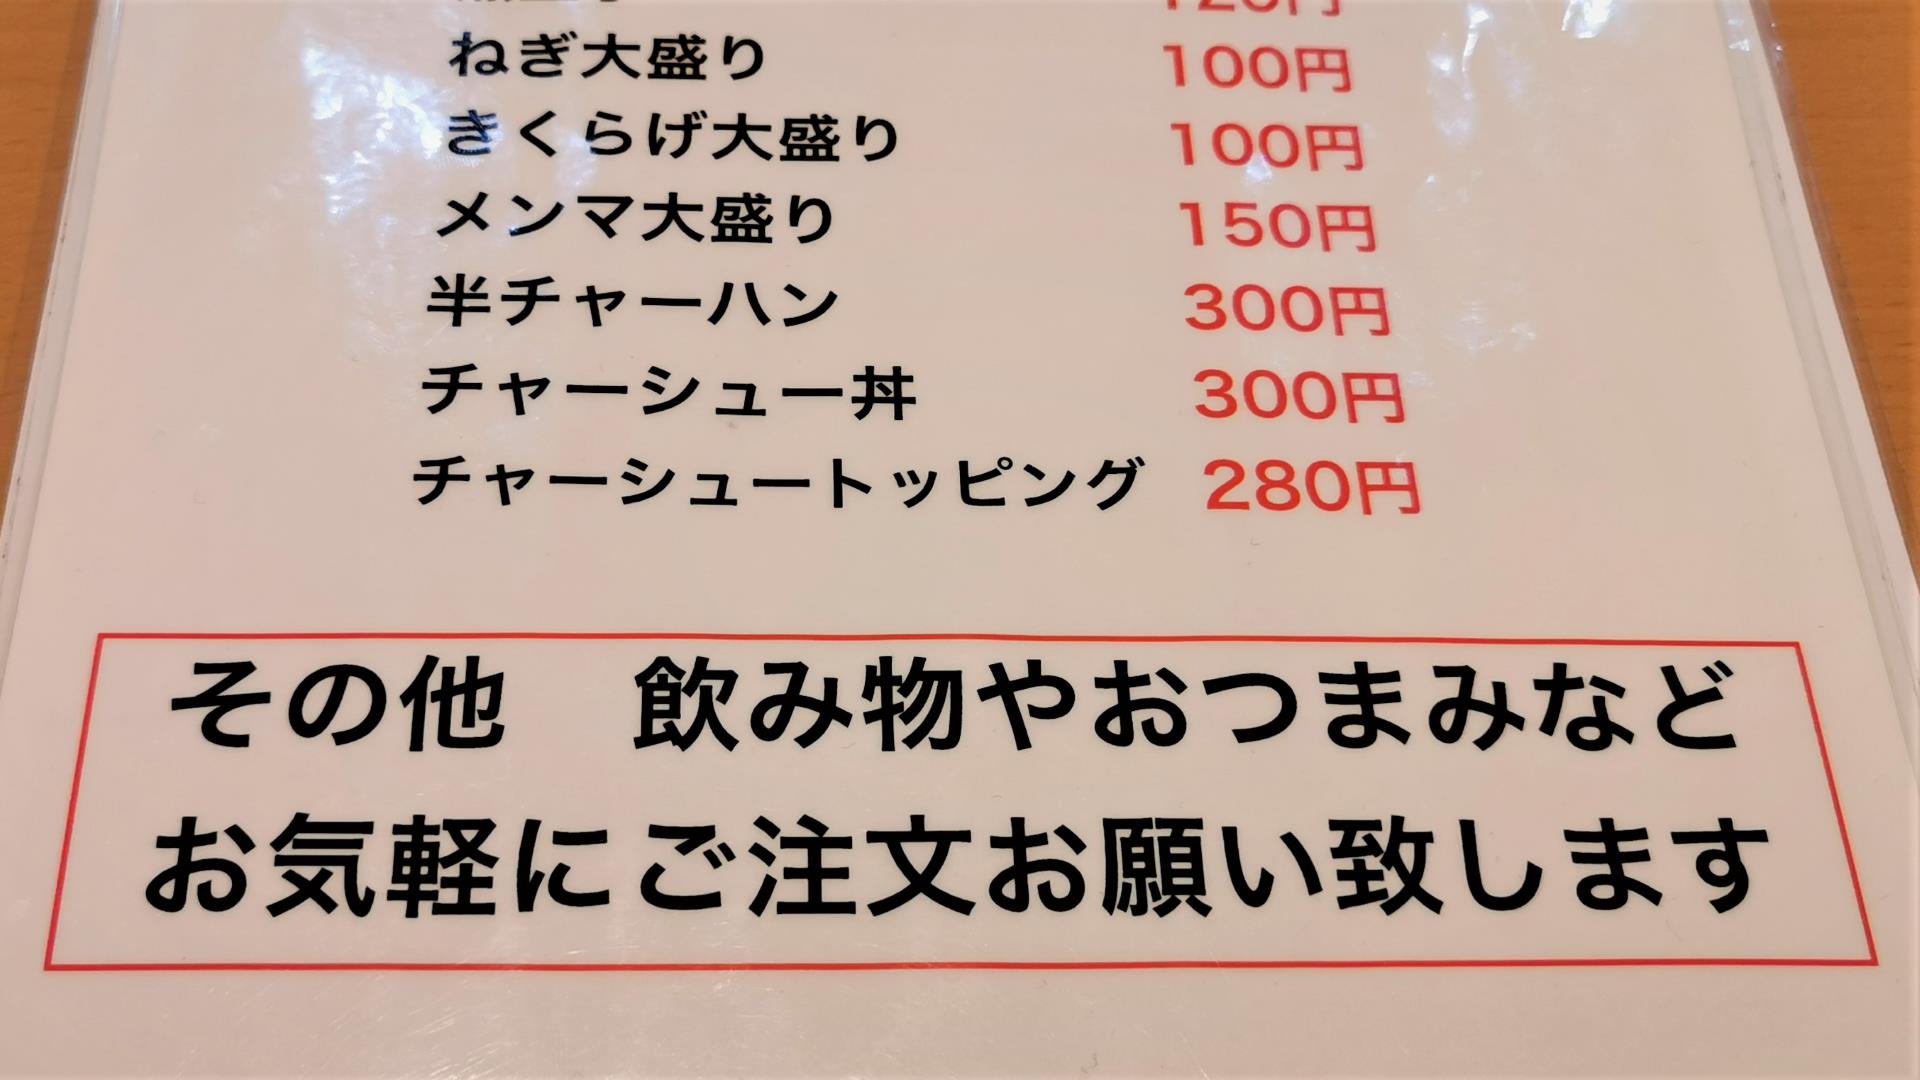 ねぎ大盛り 100円
きくらげ大盛り 100円
メンマ大盛り 150円
半チャーハン 300円
チャーシュー丼 300円
チャーシュートッピング 280円
その他　飲み物やおつまみなど
お気軽にご注文お願い致します